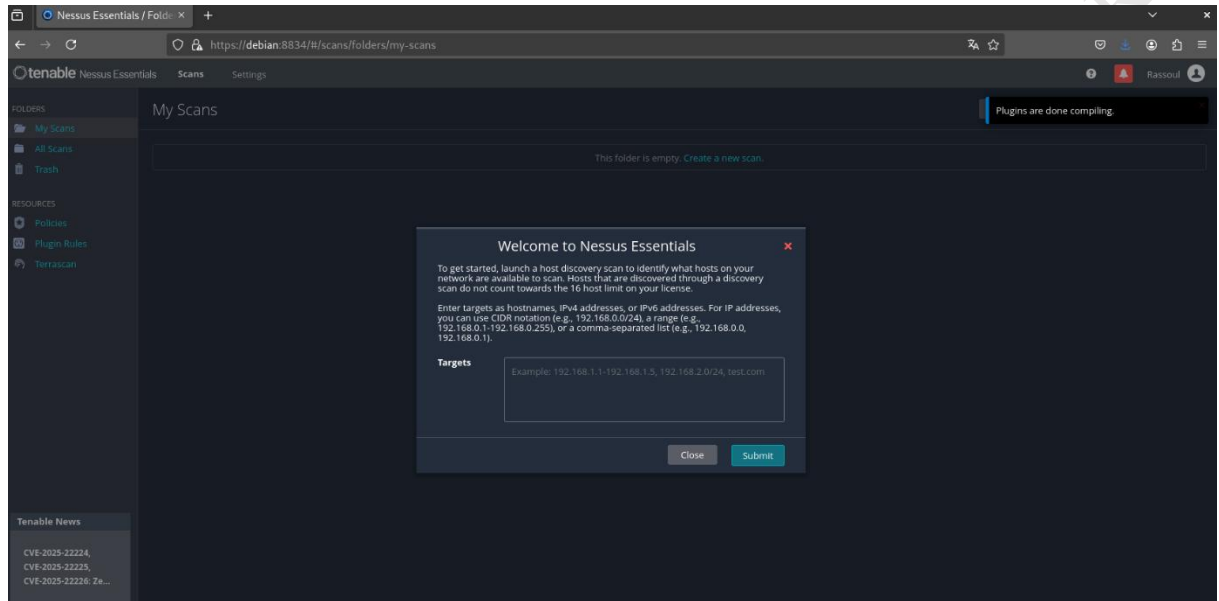 Nessus Essentials / Folde
https://debian:8834/#/scans/folders/my-scans
tenable Nessus Essentials Scans Settings Rassoul
FOLDERS
My Scans
All Scans
Trash
RESOURCES
Policies
Plugin Rules
Terrascan
My Scans
Plugins are done compiling.
This folder is empty. Create a new scan.
Welcome to Nessus Essentials
To get started, launch a host discovery scan to identify what hosts on your
network are available to scan. Hosts that are discovered through a discovery
scan do not count towards the 16 host limit on your license.
Enter targets as hostnames, IPv4 addresses, or IPv6 addresses. For IP addresses,
you can use CIDR notation (e.g., 192.168.0.0/24), a range (e.g.,
192.168.0.1-192.168.0.255), or a comma-separated list (e.g., 192.168.0.0,
192.168.0.1).
Targets
Example: 192.168.1.1-192.168.1.5, 192.168.2.0/24, test.com
Close Submit
Tenable News
CVE-2025-22224,
CVE-2025-22225,
CVE-2025-22226: Ze...